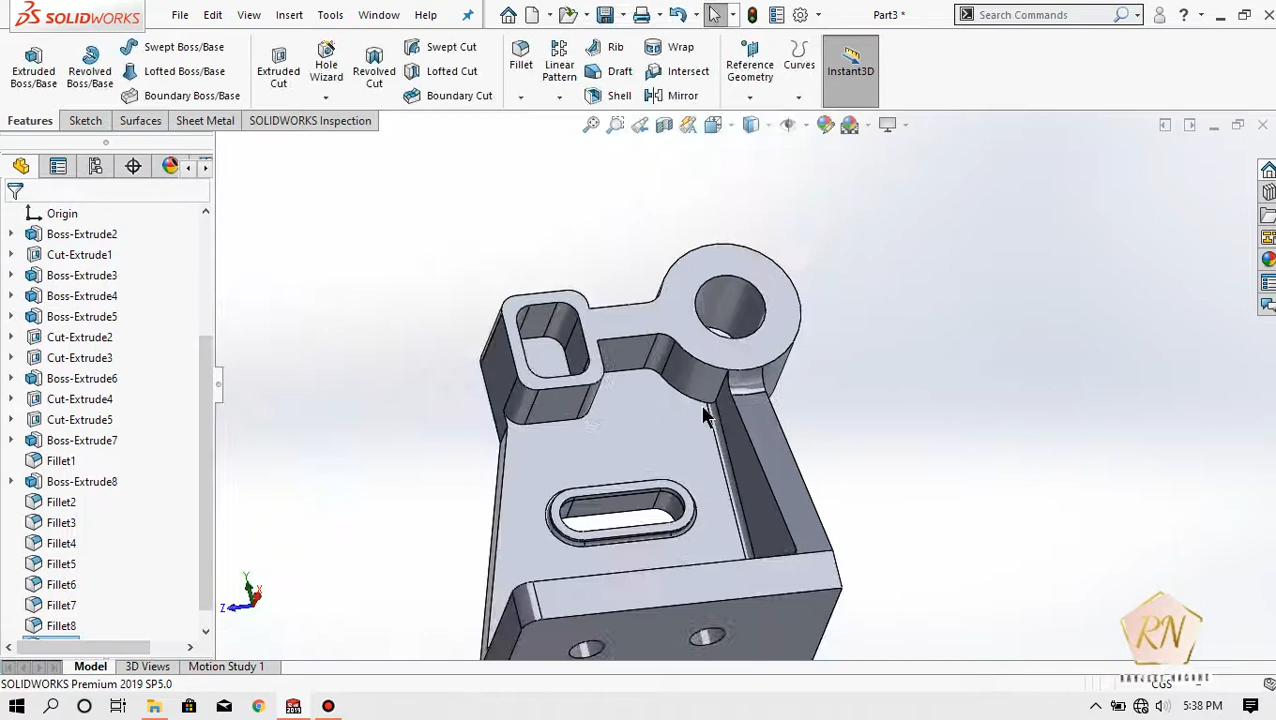 SOLIDWORKS
File Edit View Insert Tools Window Help
Part3 *
Search Commands
Extruded Boss/Base
Revolved Boss/Base
Swept Boss/Base
Lofted Boss/Base
Boundary Boss/Base
Extruded Cut
Hole Wizard
Revolved Cut
Swept Cut
Lofted Cut
Boundary Cut
Fillet
Linear Pattern
Rib
Draft
Shell
Wrap
Intersect
Mirror
Reference Geometry
Curves
Instant3D
Features Sketch Surfaces Sheet Metal SOLIDWORKS Inspection
Origin
Boss-Extrude2
Cut-Extrude1
Boss-Extrude3
Boss-Extrude4
Boss-Extrude5
Cut-Extrude2
Cut-Extrude3
Boss-Extrude6
Cut-Extrude4
Cut-Extrude5
Boss-Extrude7
Fillet1
Boss-Extrude8
Fillet2
Fillet3
Fillet4
Fillet5
Fillet6
Fillet7
Fillet8
Y
Z
X
RN
Model 3D Views Motion Study 1
SOLIDWORKS Premium 2019 SP5.0
CGS
5:38 PM